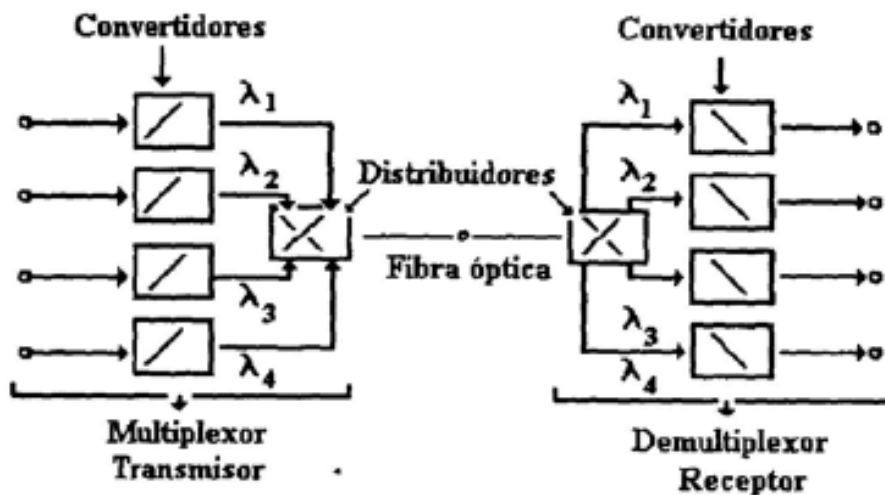 Convertidores
Convertidores
λ1
λ1
λ2
λ2
Distribuidores
Fibra óptica
λ3
λ3
λ4
λ4
Multiplexor
Transmisor
Demultiplexor
Receptor